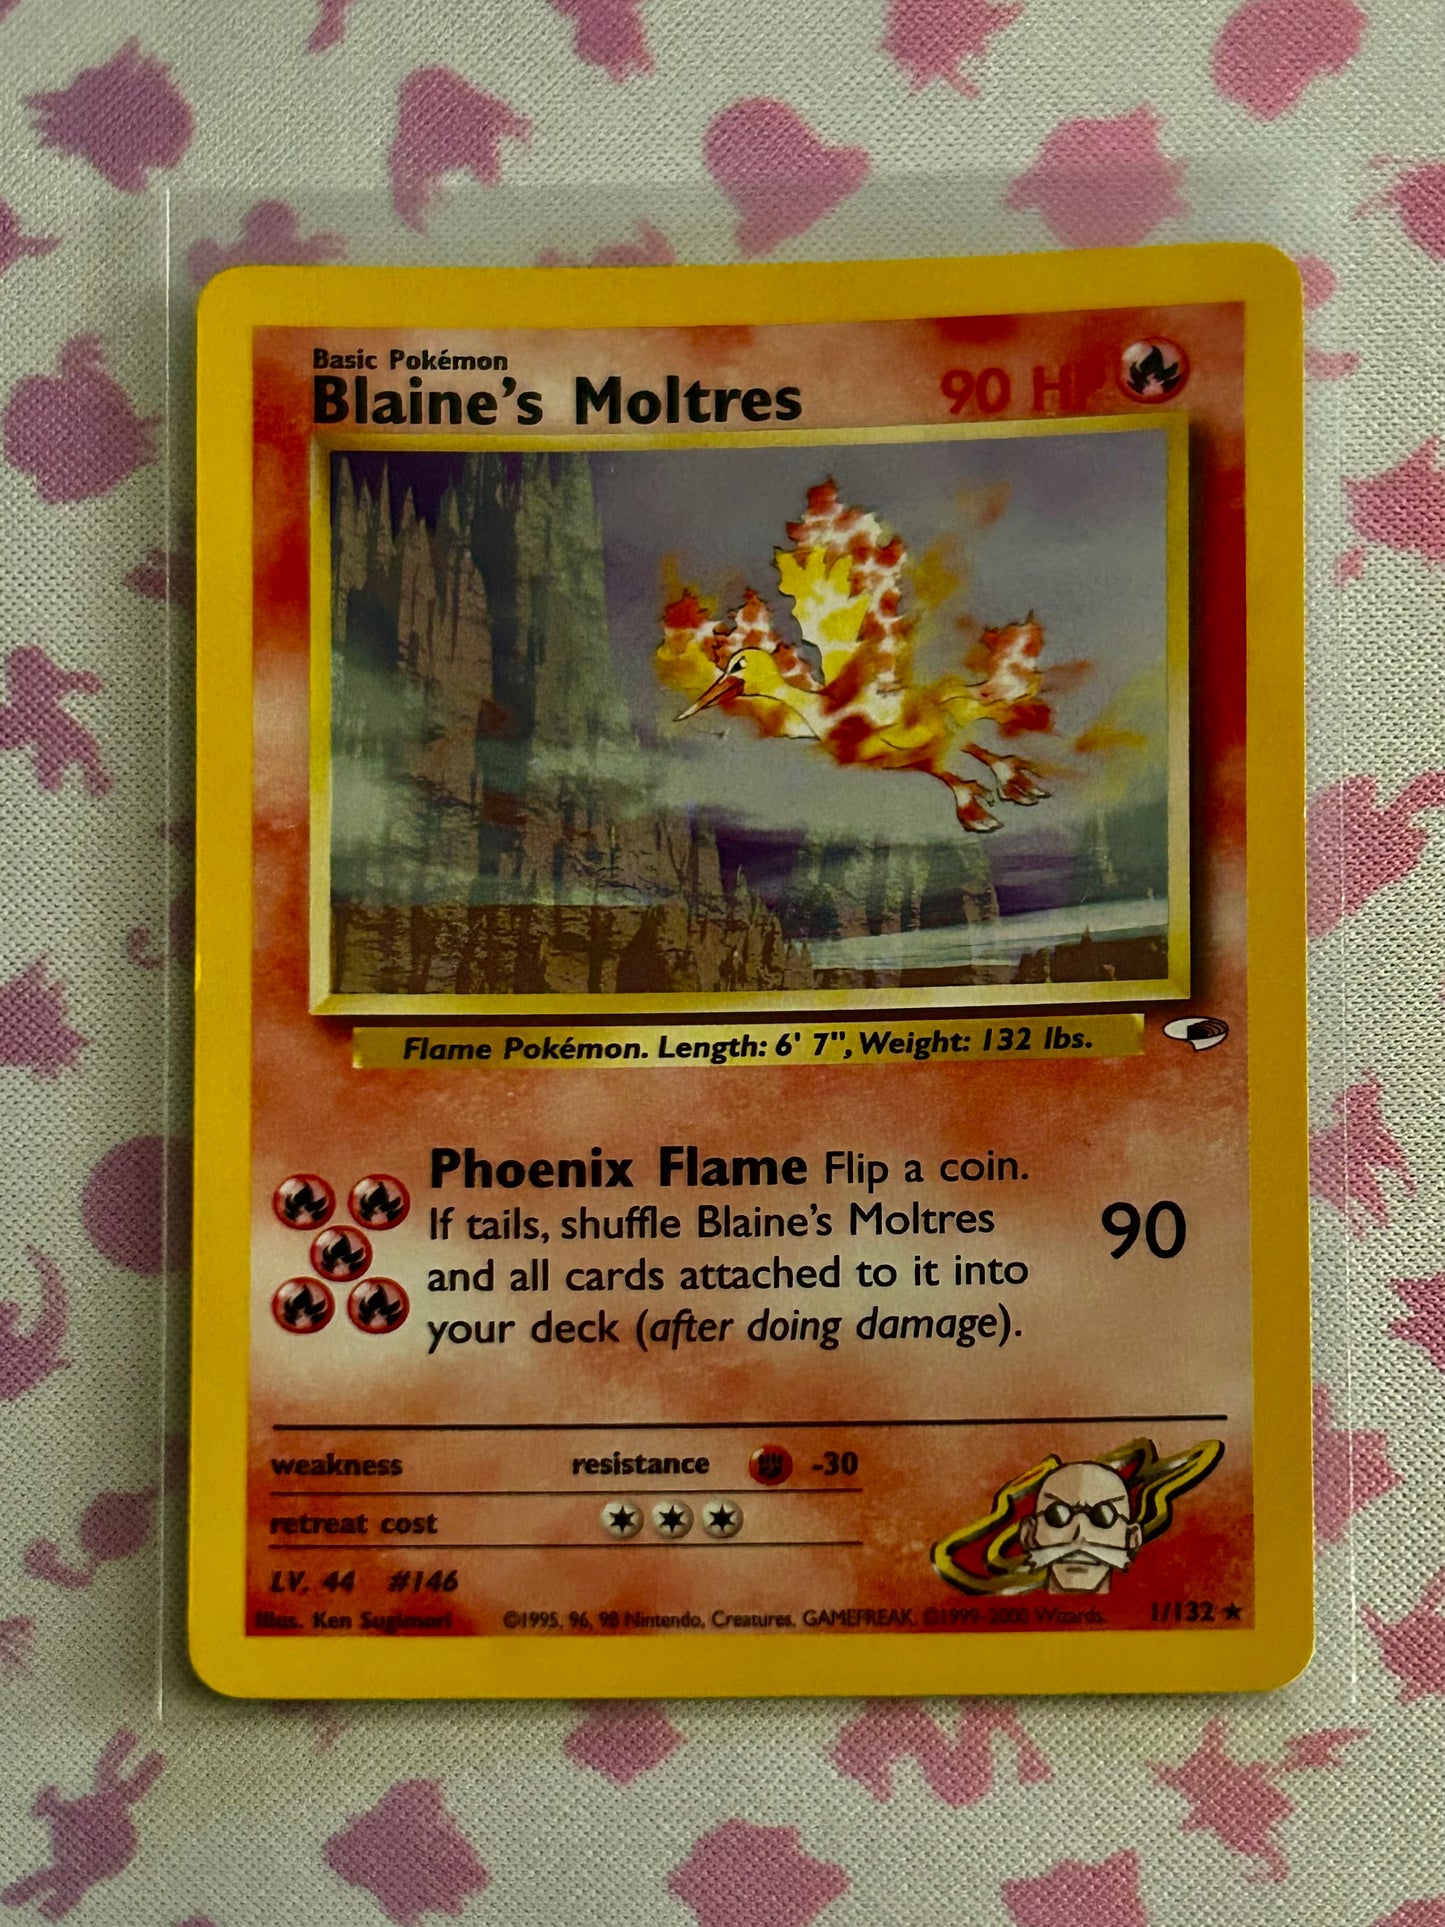 Basic Pokémon
Blaine's Moltres 90 HP
Flame Pokémon. Length: 6' 7", Weight: 132 lbs.
Phoenix Flame Flip a coin.
If tails, shuffle Blaine's Moltres
and all cards attached to it into
your deck (after doing damage).
90
weakness resistance -30
retreat cost
LV. 44 #146
Illus. Ken Sugimori ©1995, 96, 98 Nintendo, Creatures, GAMEFREAK. ©1999-2000 Wizards. 1/132 ★